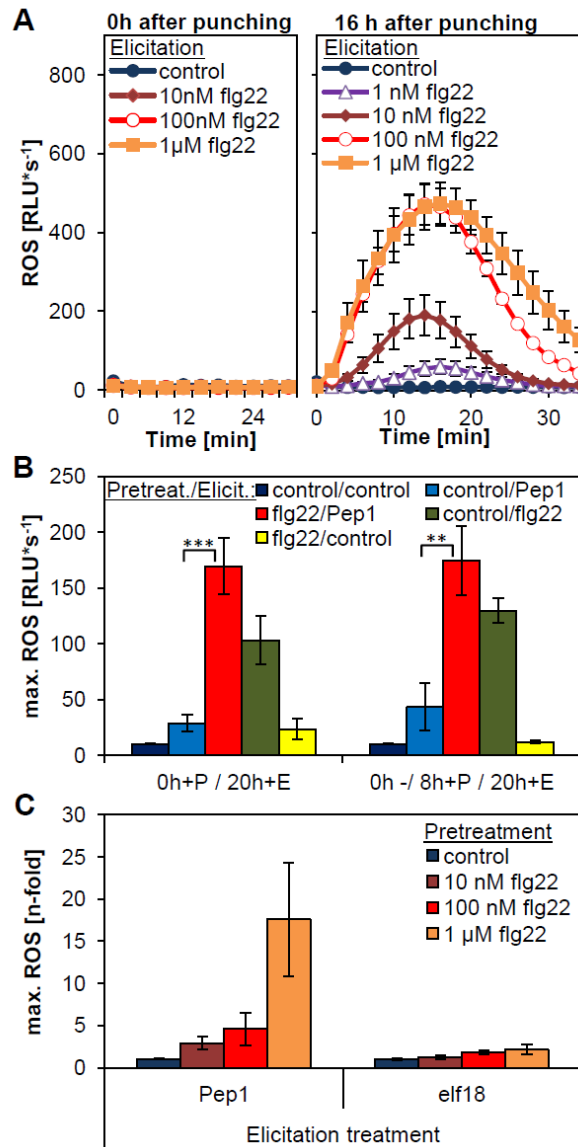 A
0h after punching
16 h after punching
ROS [RLU*s⁻¹]
800
600
400
200
0
Elicitation
control
10nM flg22
100nM flg22
1µM flg22
0 12 24
Time [min]
Elicitation
control
1 nM flg22
10 nM flg22
100 nM flg22
1 µM flg22
0 10 20 30
Time [min]
B
max. ROS [RLU*s⁻¹]
250
200
150
100
50
0
Pretreat./Elicit.:
control/control
control/Pep1
flg22/Pep1
control/flg22
flg22/control
***
**
0h+P / 20h+E
0h -/ 8h+P / 20h+E
C
max. ROS [n-fold]
30
25
20
15
10
5
0
Pretreatment
control
10 nM flg22
100 nM flg22
1 µM flg22
Pep1
elf18
Elicitation treatment